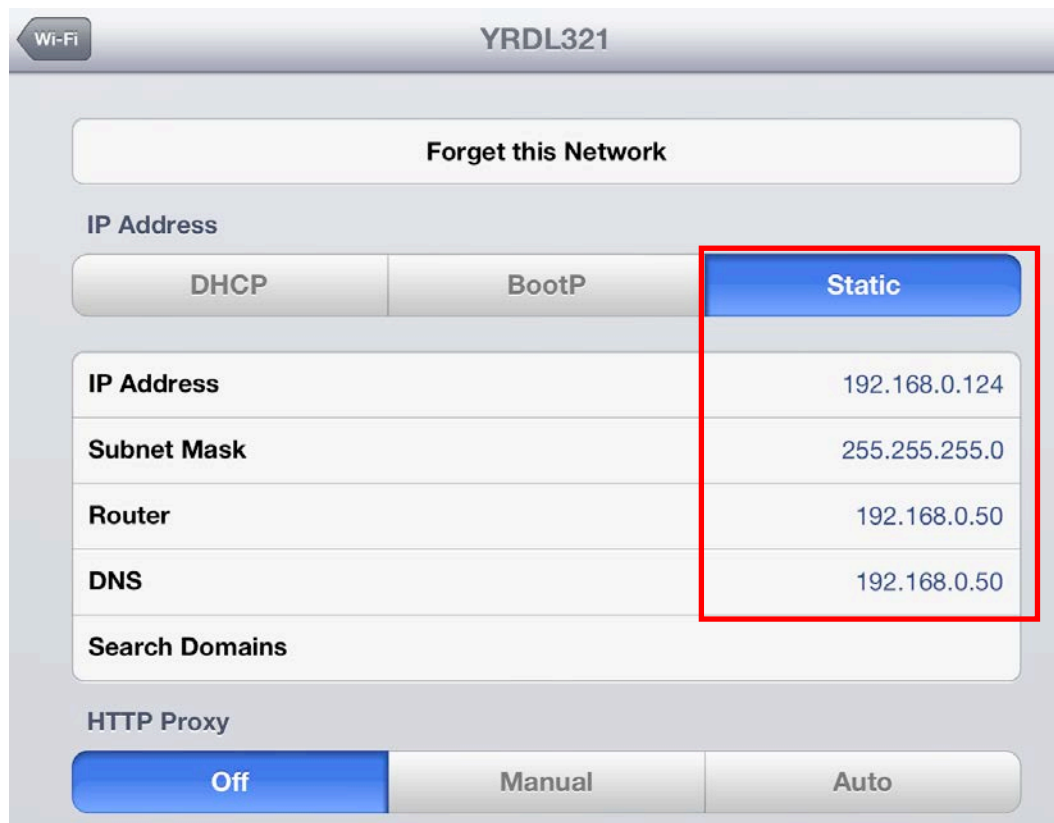 Wi-Fi YRDL321
Forget this Network
IP Address
DHCP BootP Static
IP Address 192.168.0.124
Subnet Mask 255.255.255.0
Router 192.168.0.50
DNS 192.168.0.50
Search Domains
HTTP Proxy
Off Manual Auto